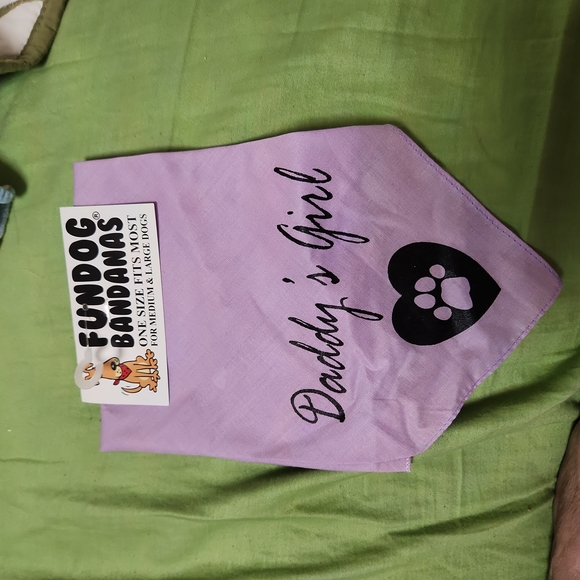 FUNDOG®
BANDANAS
ONE SIZE FITS MOST
FOR MEDIUM & LARGE DOGS
Daddy's Girl